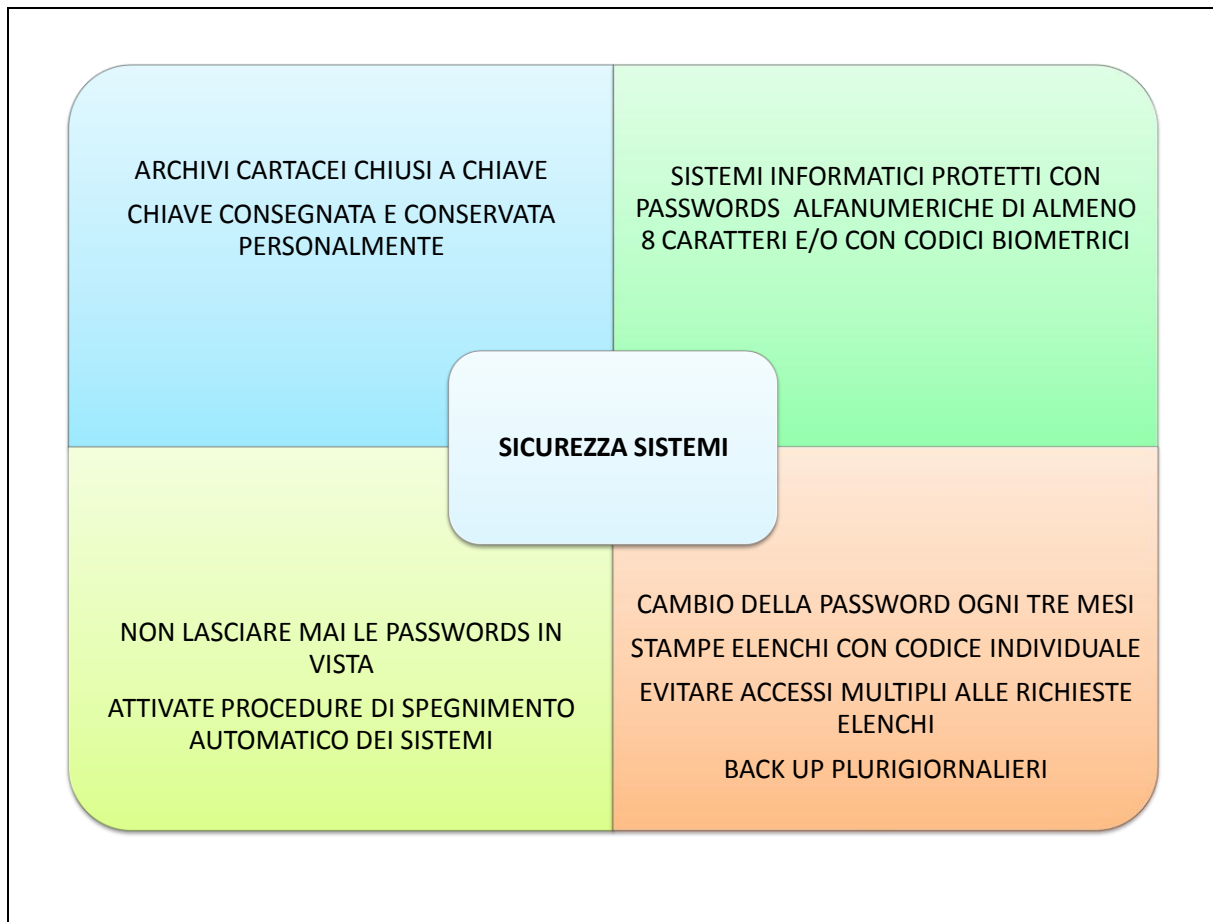 ARCHIVI CARTACEI CHIUSI A CHIAVE
CHIAVE CONSEGNATA E CONSERVATA
PERSONALMENTE
SISTEMI INFORMATICI PROTETTI CON
PASSWORDS ALFANUMERICHE DI ALMENO
8 CARATTERI E/O CON CODICI BIOMETRICI
SICUREZZA SISTEMI
NON LASCIARE MAI LE PASSWORDS IN
VISTA
ATTIVATE PROCEDURE DI SPEGNIMENTO
AUTOMATICO DEI SISTEMI
CAMBIO DELLA PASSWORD OGNI TRE MESI
STAMPE ELENCHI CON CODICE INDIVIDUALE
EVITARE ACCESSI MULTIPLI ALLE RICHIESTE
ELENCHI
BACK UP PLURIGIORNALIERI